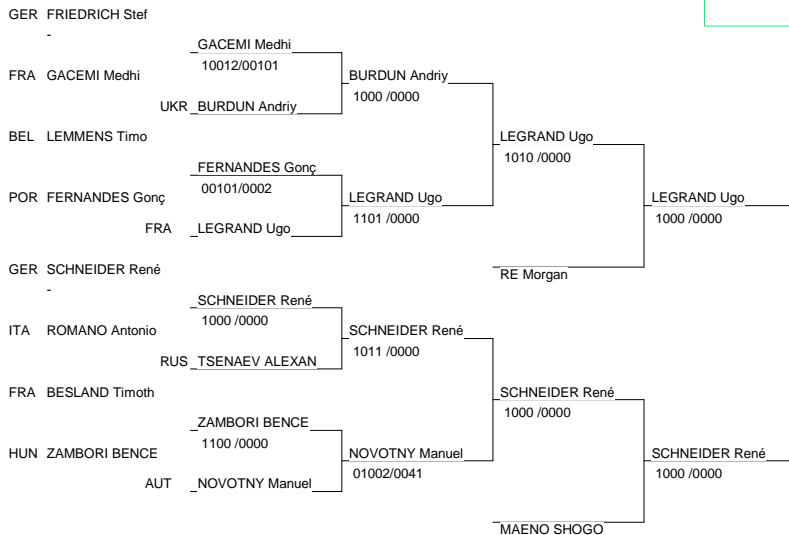 GER FRIEDRICH Stef
-
GACEMI Medhi
10012/00101
FRA GACEMI Medhi
BURDUN Andriy
1000 /0000
UKR BURDUN Andriy
BEL LEMMENS Timo
LEGRAND Ugo
1010 /0000
FERNANDES Gonç
00101/0002
POR FERNANDES Gonç
LEGRAND Ugo
1101 /0000
LEGRAND Ugo
1000 /0000
FRA LEGRAND Ugo
GER SCHNEIDER René
-
RE Morgan
SCHNEIDER René
1000 /0000
ITA ROMANO Antonio
SCHNEIDER René
1011 /0000
RUS TSENAEV ALEXAN
FRA BESLAND Timoth
SCHNEIDER René
1000 /0000
ZAMBORI BENCE
1100 /0000
HUN ZAMBORI BENCE
NOVOTNY Manuel
01002/0041
SCHNEIDER René
1000 /0000
AUT NOVOTNY Manuel
MAENO SHOGO